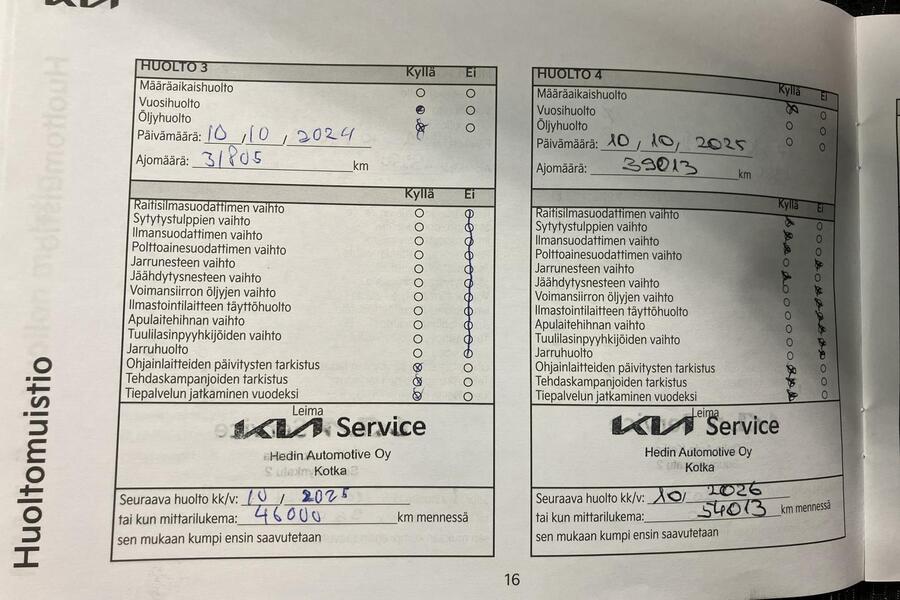 KIA
Huoltomuistio
HUOLTO 3 Kyllä Ei
Määräaikaishuolto
Vuosihuolto
Öljyhuolto
Päivämäärä: 10, 10, 2024
Ajomäärä: 31805 km
Kyllä Ei
Raitisilmasuodattimen vaihto
Sytytystulppien vaihto
Ilmansuodattimen vaihto
Polttoainesuodattimen vaihto
Jarrunesteen vaihto
Jäähdytysnesteen vaihto
Voimansiirron öljyjen vaihto
Ilmastointilaitteen täyttöhuolto
Apulaitehihnan vaihto
Tuulilasinpyyhkijöiden vaihto
Jarruhuolto
Ohjainlaitteiden päivitysten tarkistus
Tehdaskampanjoiden tarkistus
Tiepalvelun jatkaminen vuodeksi
Leima
KIA Service
Hedin Automotive Oy
Kotka
Seuraava huolto kk/v: 10, 2025
tai kun mittarilukema: 46000 km mennessä
sen mukaan kumpi ensin saavutetaan
HUOLTO 4 Kyllä Ei
Määräaikaishuolto
Vuosihuolto
Öljyhuolto
Päivämäärä: 10, 10, 2025
Ajomäärä: 39013 km
Kyllä Ei
Raitisilmasuodattimen vaihto
Sytytystulppien vaihto
Ilmansuodattimen vaihto
Polttoainesuodattimen vaihto
Jarrunesteen vaihto
Jäähdytysnesteen vaihto
Voimansiirron öljyjen vaihto
Ilmastointilaitteen täyttöhuolto
Apulaitehihnan vaihto
Tuulilasinpyyhkijöiden vaihto
Jarruhuolto
Ohjainlaitteiden päivitysten tarkistus
Tehdaskampanjoiden tarkistus
Tiepalvelun jatkaminen vuodeksi
Leima
KIA Service
Hedin Automotive Oy
Kotka
Seuraava huolto kk/v: 10, 2026
tai kun mittarilukema: 54013 km mennessä
sen mukaan kumpi ensin saavutetaan
16